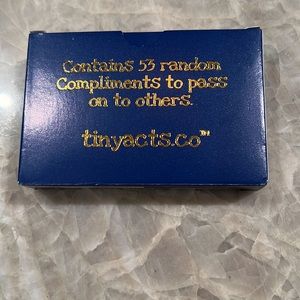 Contains 53 random
Compliments to pass
on to others.
tinyacts.co™